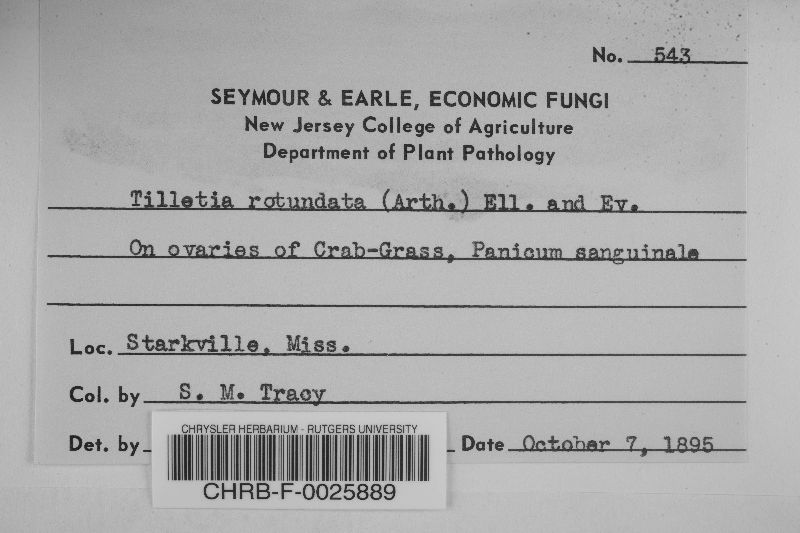 No. 543
SEYMOUR & EARLE, ECONOMIC FUNGI
New Jersey College of Agriculture
Department of Plant Pathology
Tilletia rotundata (Arth.) Ell. and Ev.
On ovaries of Crab-Grass, Panicum sanguinale
Loc. Starkville, Miss.
Col. by S. M. Tracy
Det. by
Date October 7, 1895
CHRYSLER HERBARIUM - RUTGERS UNIVERSITY
CHRB-F-0025889